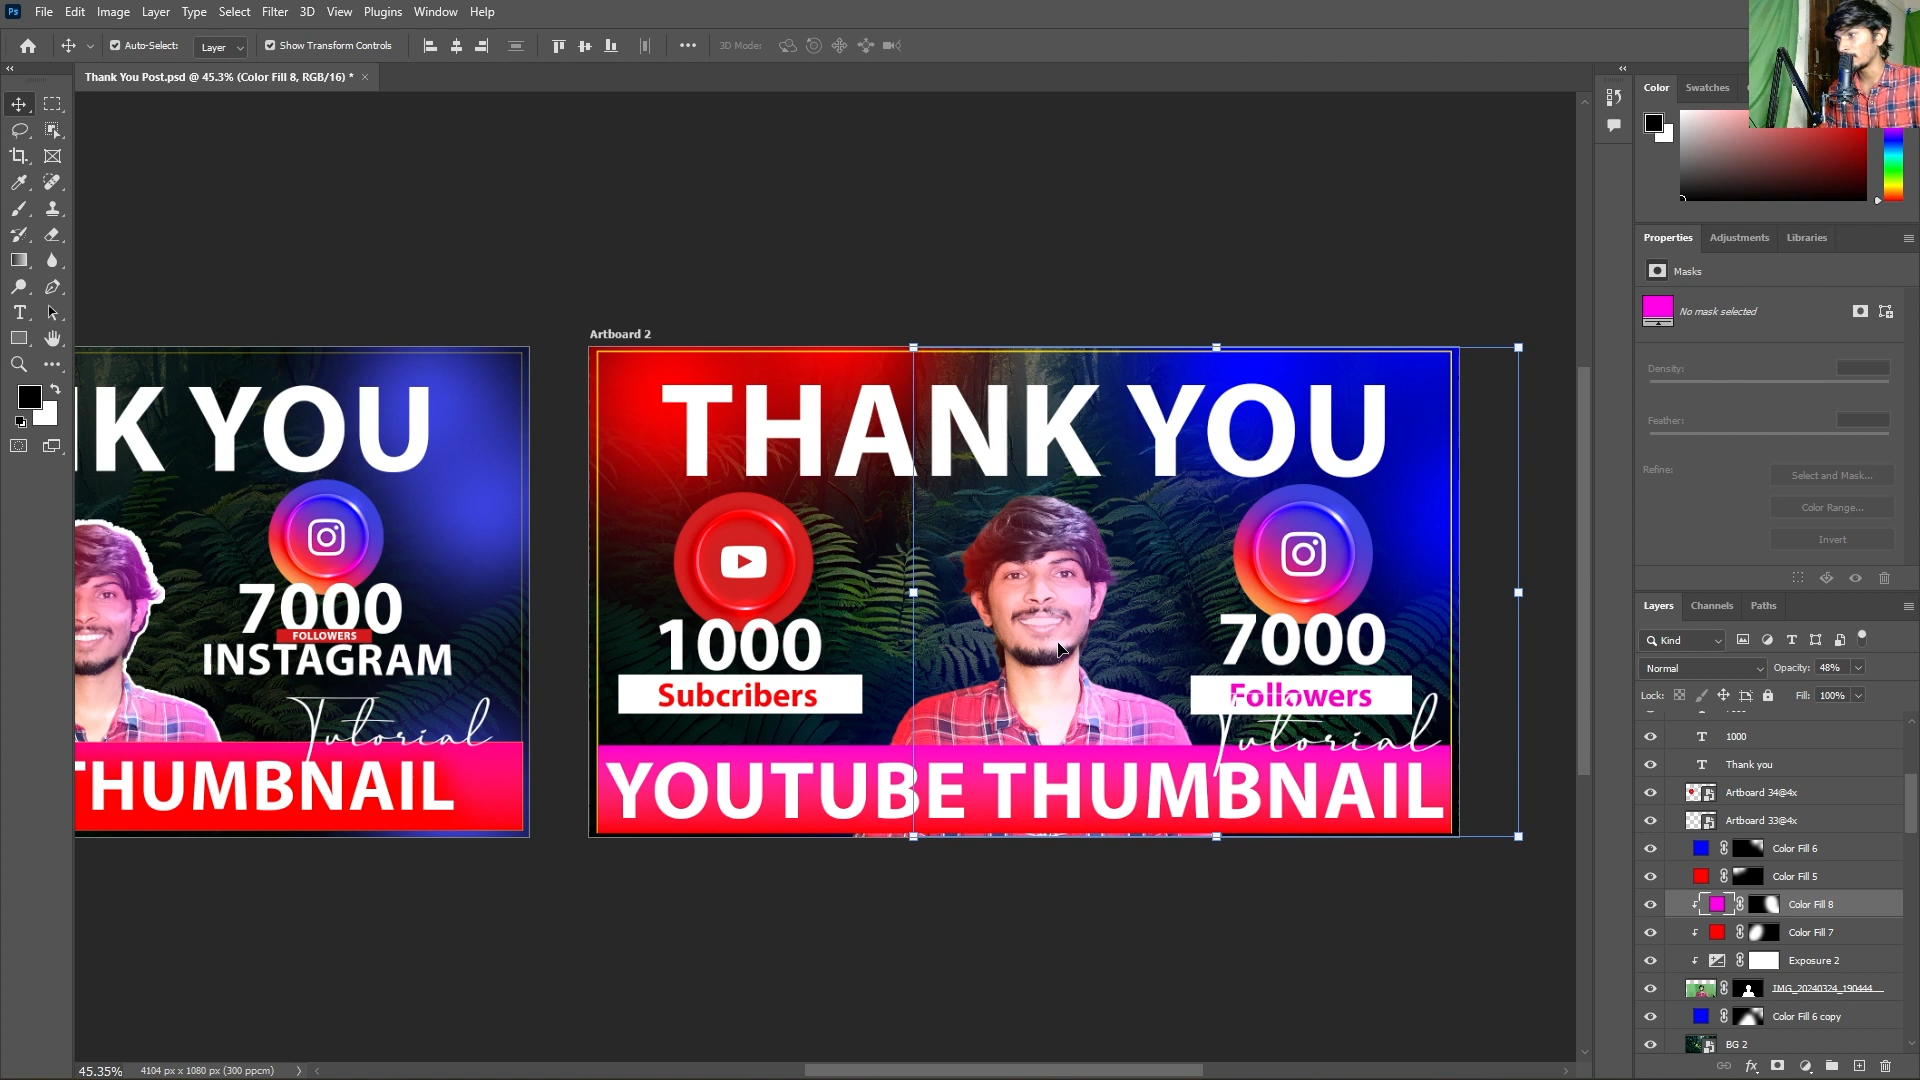 Ps File Edit Image Layer Type Select Filter 3D View Plugins Window Help
Auto-Select: Layer Show Transform Controls 3D Mode:
Thank You Post.psd @ 45.3% (Color Fill 8, RGB/16) *
Color Swatches
Properties Adjustments Libraries
Masks
No mask selected
Density:
Feather:
Refine:
Select and Mask...
Color Range...
Invert
Layers Channels Paths
Kind
Normal Opacity: 48%
Lock: Fill: 100%
1000
Thank you
Artboard 34@4x
Artboard 33@4x
Color Fill 6
Color Fill 5
Color Fill 8
Color Fill 7
Exposure 2
IMG_20240324_190444
Color Fill 6 copy
BG 2
K YOU
7000
FOLLOWERS
INSTAGRAM
Tutorial
THUMBNAIL
Artboard 2
THANK YOU
1000
Subcribers
7000
Followers
Tutorial
YOUTUBE THUMBNAIL
45.35% 4104 px x 1080 px (300 ppcm)